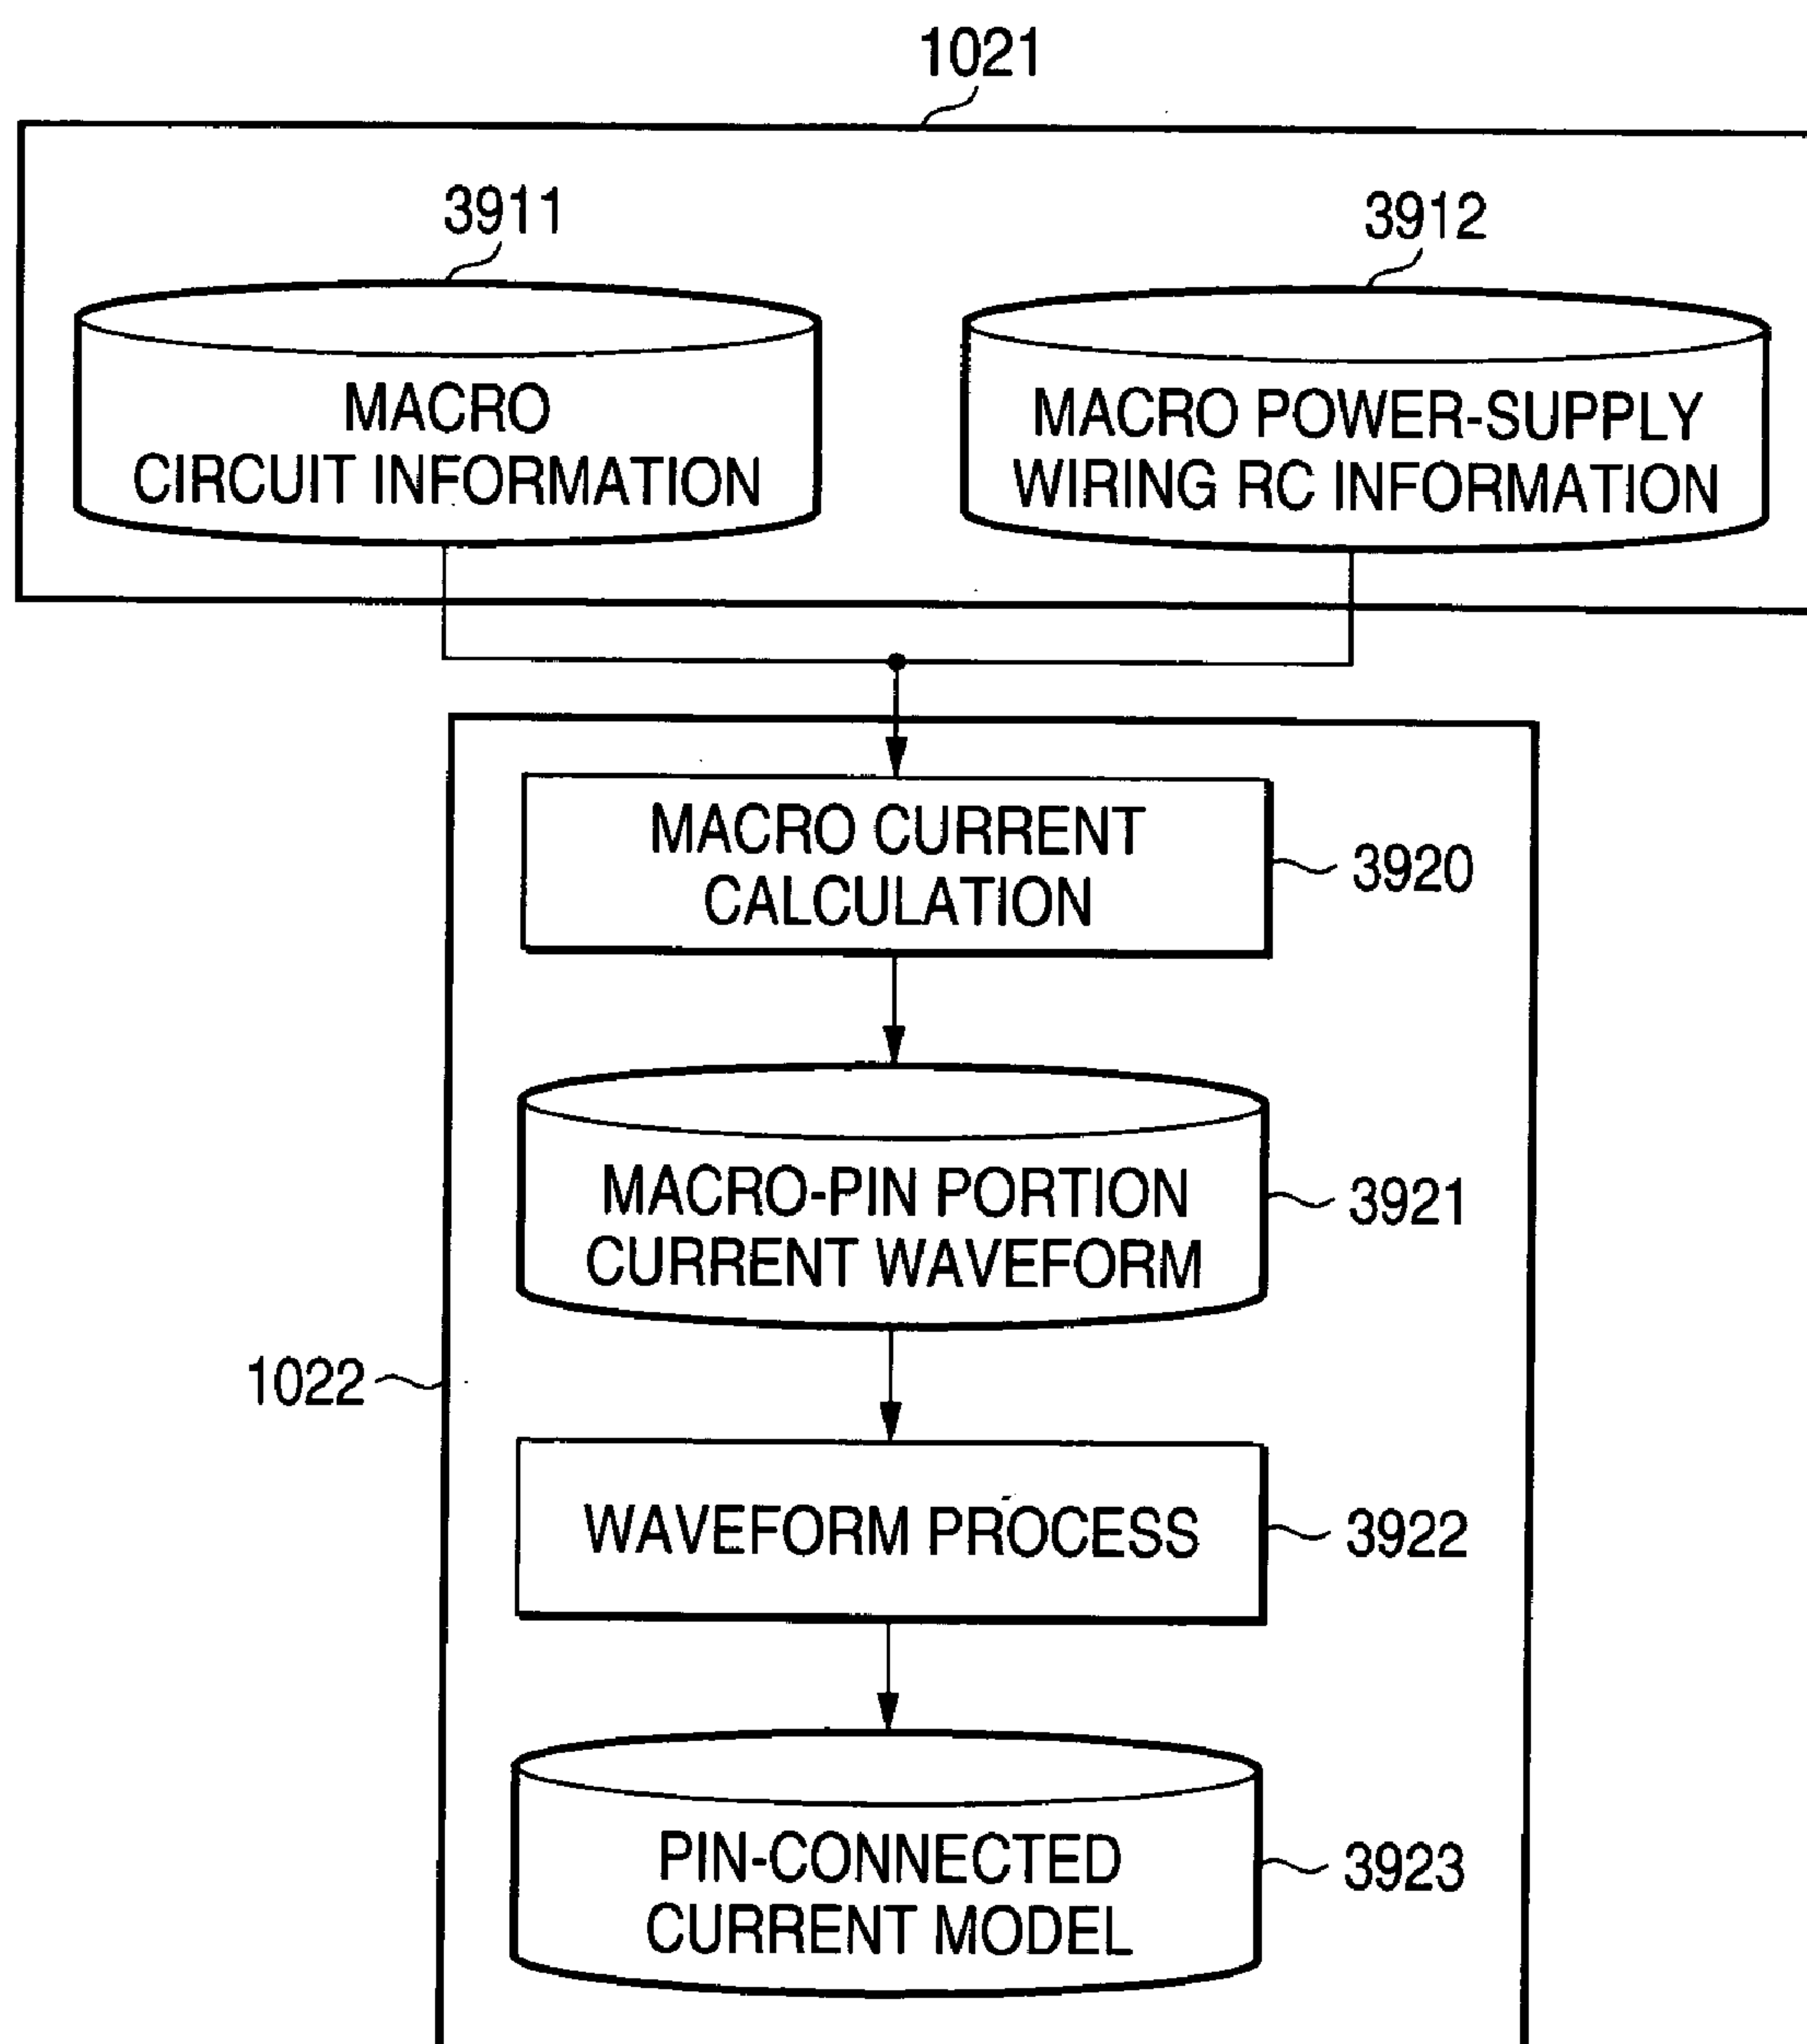 1021
3911
3912
MACRO
CIRCUIT INFORMATION
MACRO POWER-SUPPLY
WIRING RC INFORMATION
MACRO CURRENT
CALCULATION
3920
MACRO-PIN PORTION
CURRENT WAVEFORM
3921
1022
WAVEFORM PROCESS
3922
PIN-CONNECTED
CURRENT MODEL
3923